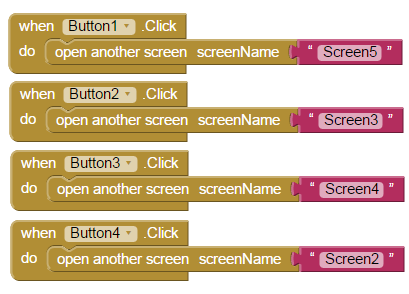 when Button1 .Click
do open another screen screenName " Screen5 "
when Button2 .Click
do open another screen screenName " Screen3 "
when Button3 .Click
do open another screen screenName " Screen4 "
when Button4 .Click
do open another screen screenName " Screen2 "